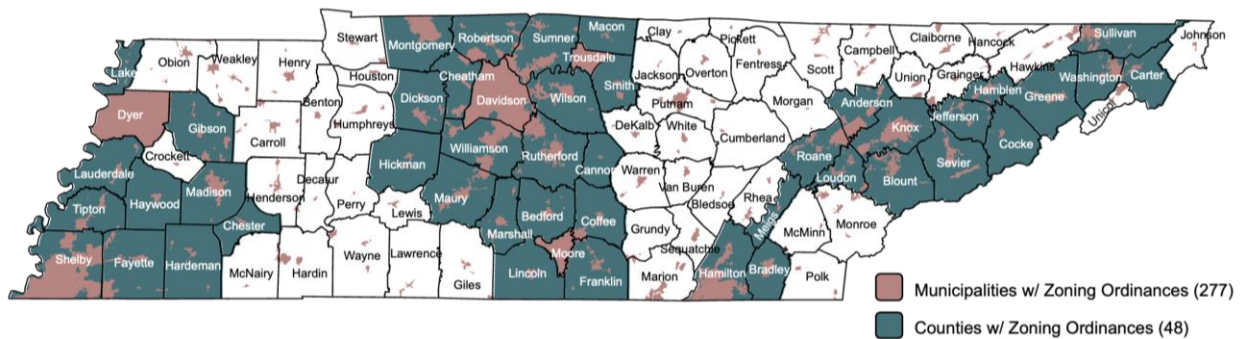 Stewart
Montgomery
Robertson
Sumner
Macon
Clay
Pickett
Claiborne
Hancock
Sullivan
Johnson
Lake
Obion
Weakley
Henry
Houston
Cheatham
Trousdale
Jackson
Overton
Fentress
Scott
Campbell
Union
Grainger
Hawkins
Washington
Carter
Dyer
Gibson
Carroll
Benton
Humphreys
Dickson
Davidson
Wilson
Smith
Putnam
Morgan
Anderson
Knox
Jefferson
Hamblen
Greene
Unicoi
Crockett
Lauderdale
Haywood
Madison
Henderson
Decatur
Perry
Hickman
Williamson
Rutherford
Cannon
DeKalb
White
Cumberland
Roane
Loudon
Blount
Sevier
Cocke
Tipton
Chester
Lewis
Maury
Bedford
Coffee
Warren
Van Buren
Bledsoe
Rhea
Meigs
McMinn
Monroe
Shelby
Fayette
Hardeman
McNairy
Hardin
Wayne
Lawrence
Giles
Marshall
Moore
Lincoln
Franklin
Grundy
Sequatchie
Marion
Hamilton
Bradley
Polk
Municipalities w/ Zoning Ordinances (277)
Counties w/ Zoning Ordinances (48)